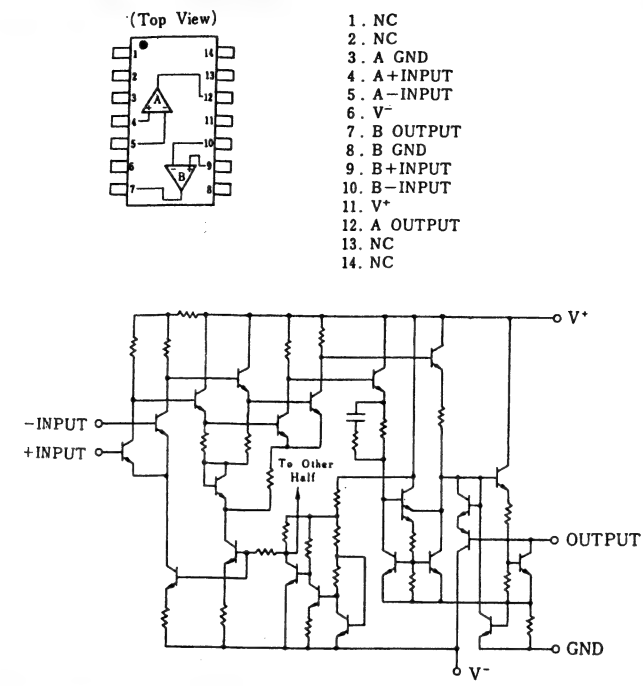 (Top View)
1
2
3
4
5
6
7
14
13
12
11
10
9
8
A
+ -
B
- +
1. NC
2. NC
3. A GND
4. A+INPUT
5. A−INPUT
6. V⁻
7. B OUTPUT
8. B GND
9. B+INPUT
10. B−INPUT
11. V⁺
12. A OUTPUT
13. NC
14. NC
V⁺
−INPUT
+INPUT
To Other
Half
OUTPUT
GND
V⁻